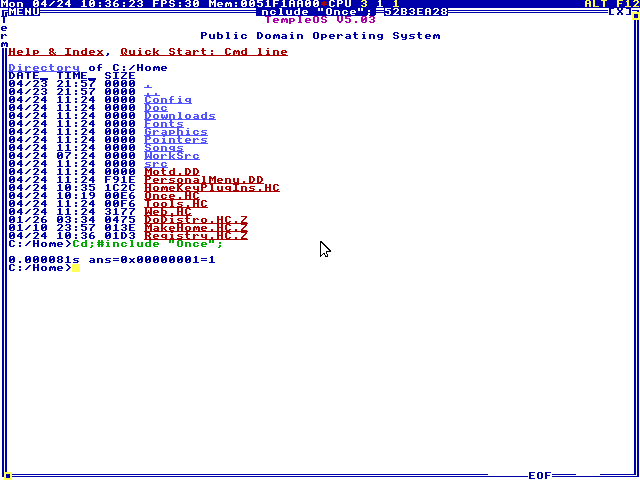 Mon 04/24 10:36:23 FPS:30 Mem:0051F1AA00 CPU 3 1 1 ALT F12
MENU nclude "Once"; 52B3EA28 [X]
Term
TempleOS V5.03
Public Domain Operating System
Help & Index, Quick Start: Cmd line
Directory of C:/Home
DATE_ TIME_ SIZE
04/23 21:57 0000 .
04/23 21:57 0000 ..
04/24 11:24 0000 Config
04/24 11:24 0000 Doc
04/24 11:24 0000 Downloads
04/24 11:24 0000 Fonts
04/24 11:24 0000 Graphics
04/24 11:24 0000 Pointers
04/24 11:24 0000 Songs
04/24 07:24 0000 WorkSrc
04/24 11:24 0000 src
04/24 11:24 0000 Motd.DD
04/24 11:24 F91E PersonalMenu.DD
04/24 10:35 1C2C HomeKeyPlugIns.HC
04/24 10:19 00E6 Once.HC
04/24 11:24 00F6 Tools.HC
04/24 11:24 3177 Web.HC
01/26 03:34 0475 DoDistro.HC.Z
01/10 23:57 013E MakeHome.HC.Z
04/24 10:36 01D3 Registry.HC.Z
C:/Home>Cd;#include "Once";
0.000081s ans=0x00000001=1
C:/Home>
EOF